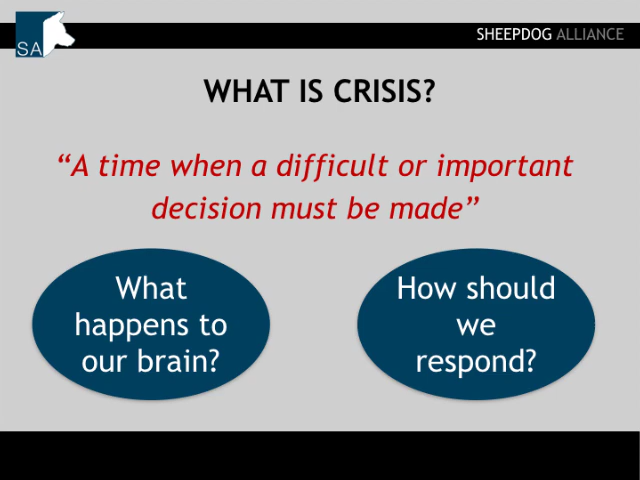 SA
SHEEPDOG ALLIANCE
WHAT IS CRISIS?
“A time when a difficult or important
decision must be made”
What
happens to
our brain?
How should
we
respond?